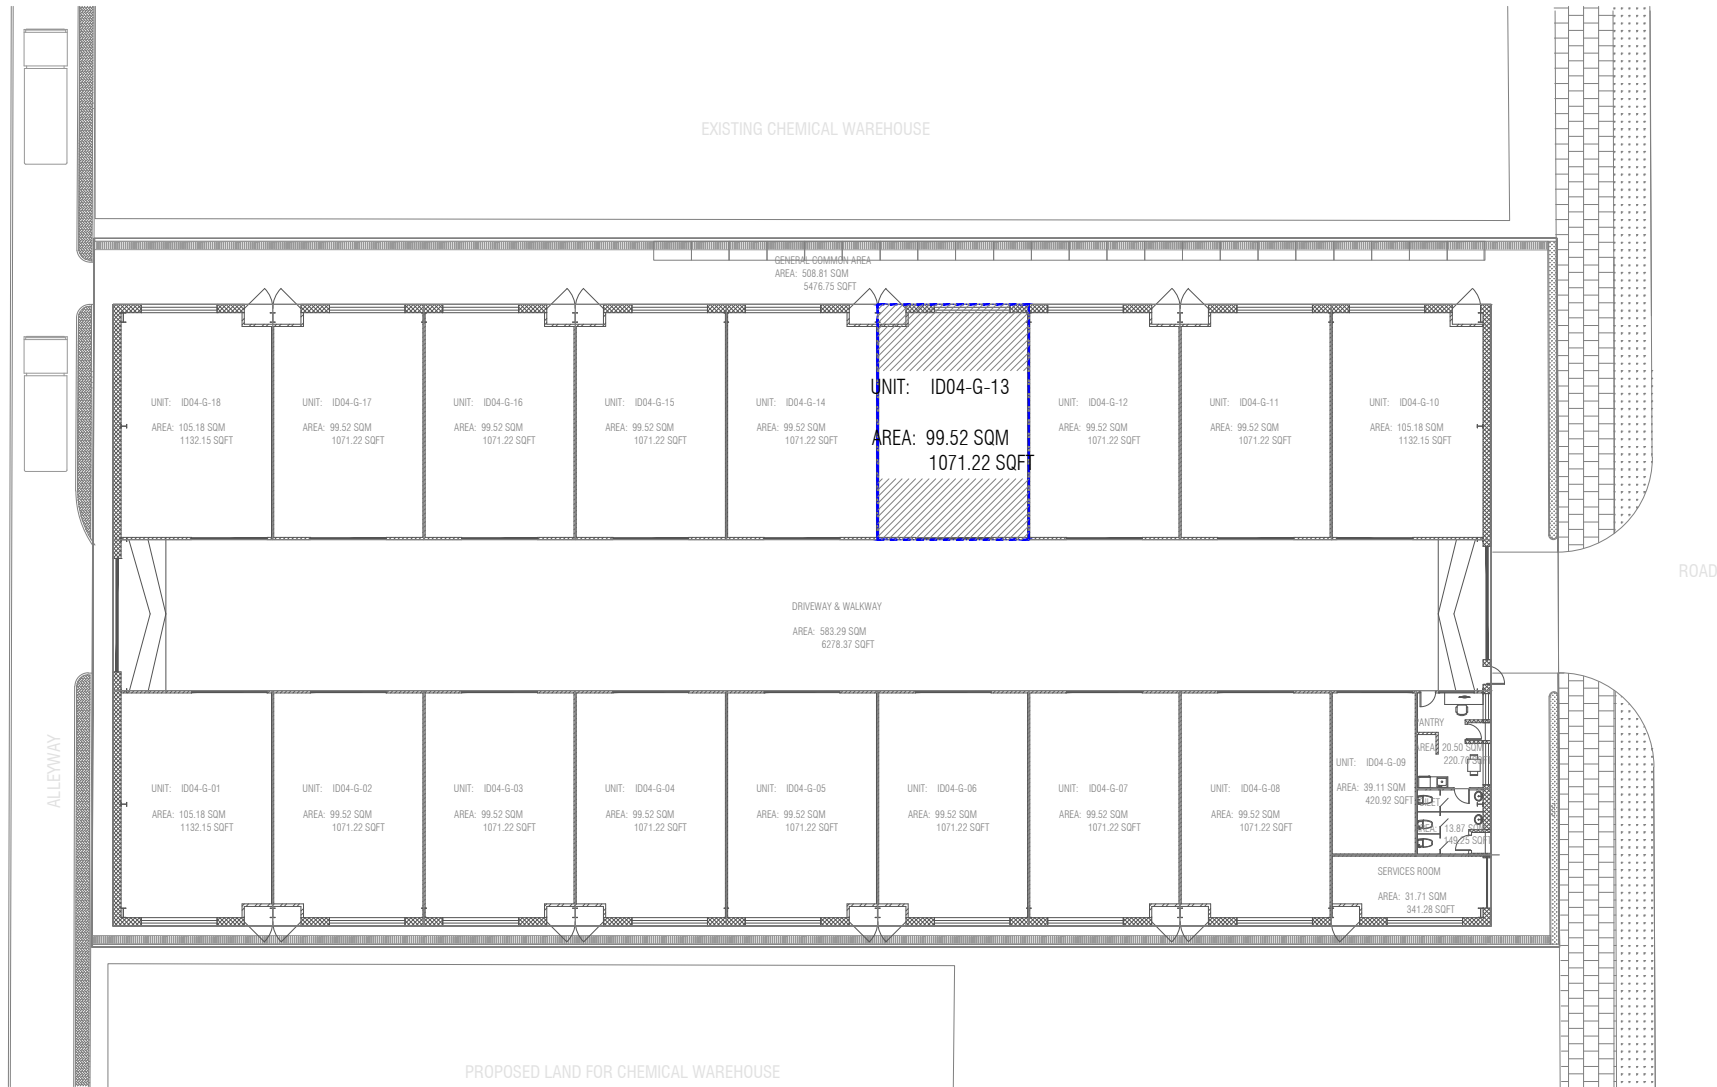 EXISTING CHEMICAL WAREHOUSE
GENERAL COMMON AREA
AREA: 508.81 SQM
5476.75 SQFT
UNIT: ID04-G-18
AREA: 105.18 SQM
1132.15 SQFT
UNIT: ID04-G-17
AREA: 99.52 SQM
1071.22 SQFT
UNIT: ID04-G-16
AREA: 99.52 SQM
1071.22 SQFT
UNIT: ID04-G-15
AREA: 99.52 SQM
1071.22 SQFT
UNIT: ID04-G-14
AREA: 99.52 SQM
1071.22 SQFT
UNIT: ID04-G-13
AREA: 99.52 SQM
1071.22 SQFT
UNIT: ID04-G-12
AREA: 99.52 SQM
1071.22 SQFT
UNIT: ID04-G-11
AREA: 99.52 SQM
1071.22 SQFT
UNIT: ID04-G-10
AREA: 105.18 SQM
1132.15 SQFT
ROAD
DRIVEWAY & WALKWAY
AREA: 583.29 SQM
6278.37 SQFT
ALLEYWAY
UNIT: ID04-G-01
AREA: 105.18 SQM
1132.15 SQFT
UNIT: ID04-G-02
AREA: 99.52 SQM
1071.22 SQFT
UNIT: ID04-G-03
AREA: 99.52 SQM
1071.22 SQFT
UNIT: ID04-G-04
AREA: 99.52 SQM
1071.22 SQFT
UNIT: ID04-G-05
AREA: 99.52 SQM
1071.22 SQFT
UNIT: ID04-G-06
AREA: 99.52 SQM
1071.22 SQFT
UNIT: ID04-G-07
AREA: 99.52 SQM
1071.22 SQFT
UNIT: ID04-G-08
AREA: 99.52 SQM
1071.22 SQFT
UNIT: ID04-G-09
AREA: 39.11 SQM
420.92 SQFT
PANTRY
AREA: 20.50 SQM
220.70 SQFT
TOILET
AREA: 13.87 SQM
149.25 SQFT
SERVICES ROOM
AREA: 31.71 SQM
341.28 SQFT
PROPOSED LAND FOR CHEMICAL WAREHOUSE